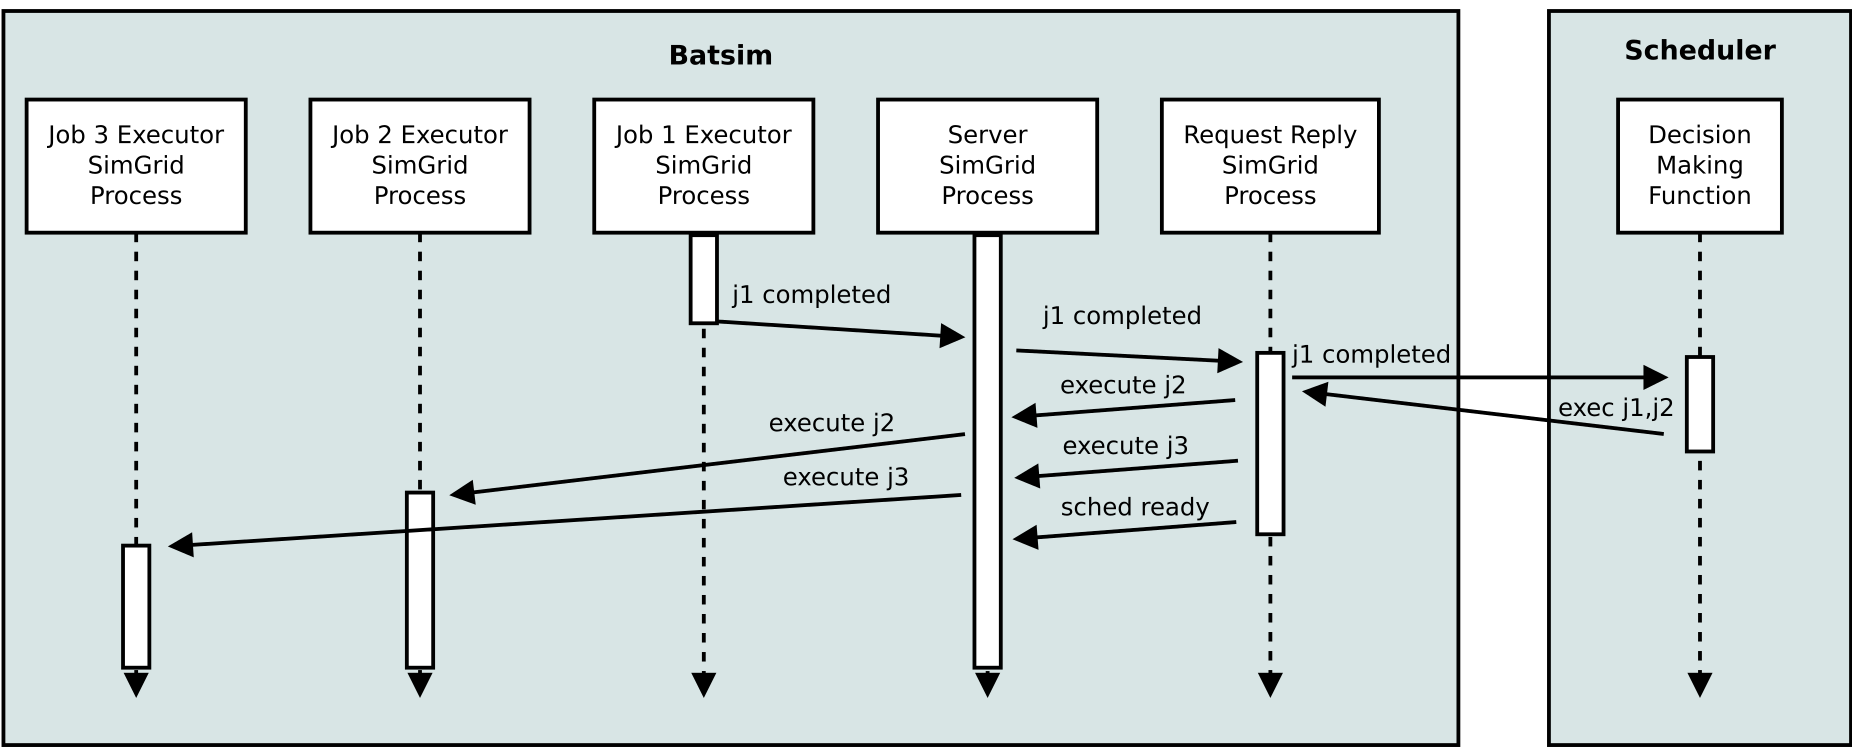 Batsim
Scheduler
Job 3 Executor
SimGrid
Process
Job 2 Executor
SimGrid
Process
Job 1 Executor
SimGrid
Process
Server
SimGrid
Process
Request Reply
SimGrid
Process
Decision
Making
Function
j1 completed
j1 completed
j1 completed
execute j2
exec j1,j2
execute j2
execute j3
execute j3
sched ready